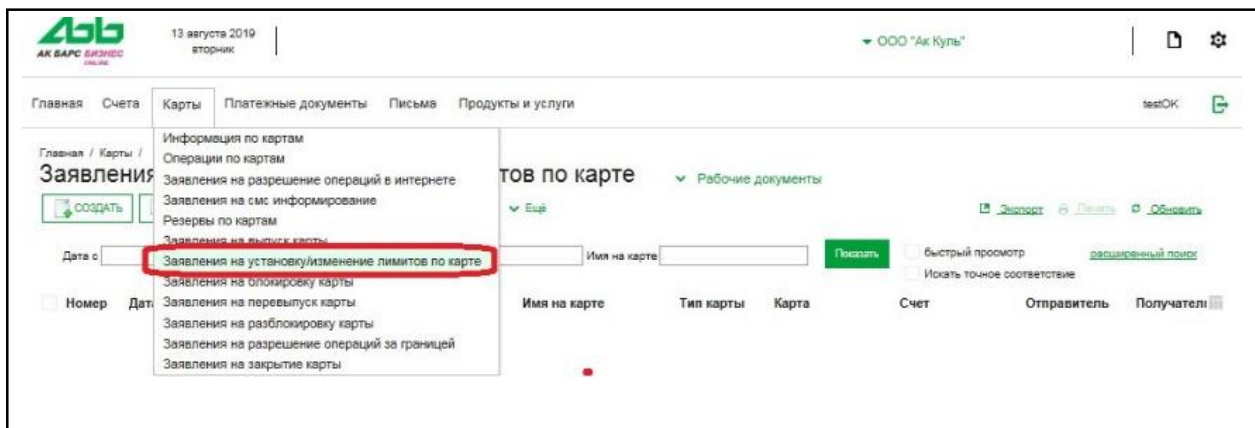 АК БАРС БИЗНЕС
ONLINE
13 августа 2019
вторник
ООО "Ак Куль"
Главная Счета Карты Платежные документы Письма Продукты и услуги testOK
Главная / Карты /
Заявления тов по карте Рабочие документы
СОЗДАТЬ Ещё Экспорт Печать Обновить
Дата с Имя на карте Показать быстрый просмотр расширенный поиск
Искать точное соответствие
Номер Дат Имя на карте Тип карты Карта Счет Отправитель Получател
Информация по картам
Операции по картам
Заявления на разрешение операций в интернете
Заявления на смс информирование
Резервы по картам
Заявления на выпуск карты
Заявления на установку/изменение лимитов по карте
Заявления на блокировку карты
Заявления на перевыпуск карты
Заявления на разблокировку карты
Заявления на разрешение операций за границей
Заявления на закрытие карты